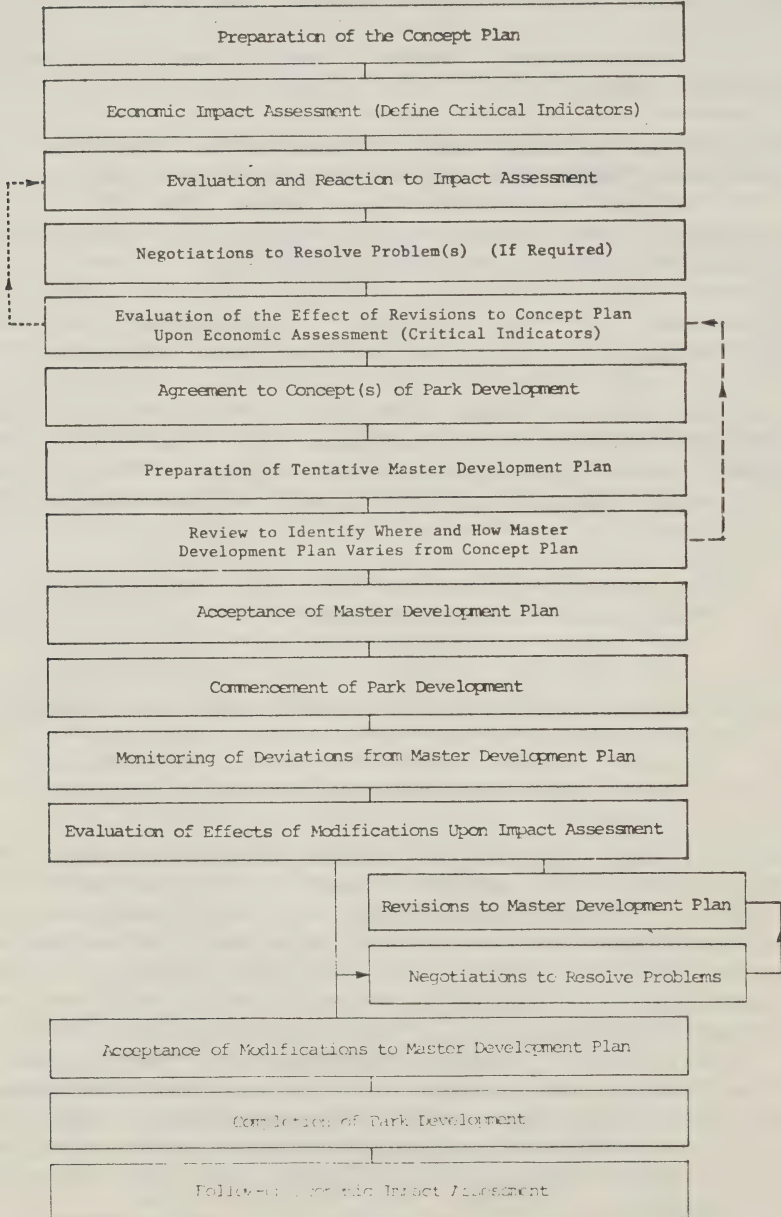 Preparation of the Concept Plan
Economic Impact Assessment (Define Critical Indicators)
Evaluation and Reaction to Impact Assessment
Negotiations to Resolve Problem(s) (If Required)
Evaluation of the Effect of Revisions to Concept Plan
Upon Economic Assessment (Critical Indicators)
Agreement to Concept(s) of Park Development
Preparation of Tentative Master Development Plan
Review to Identify Where and How Master
Development Plan Varies from Concept Plan
Acceptance of Master Development Plan
Commencement of Park Development
Monitoring of Deviations from Master Development Plan
Evaluation of Effects of Modifications Upon Impact Assessment
Revisions to Master Development Plan
Negotiations to Resolve Problems
Acceptance of Modifications to Master Development Plan
Completion of Park Development
Impact Assessment